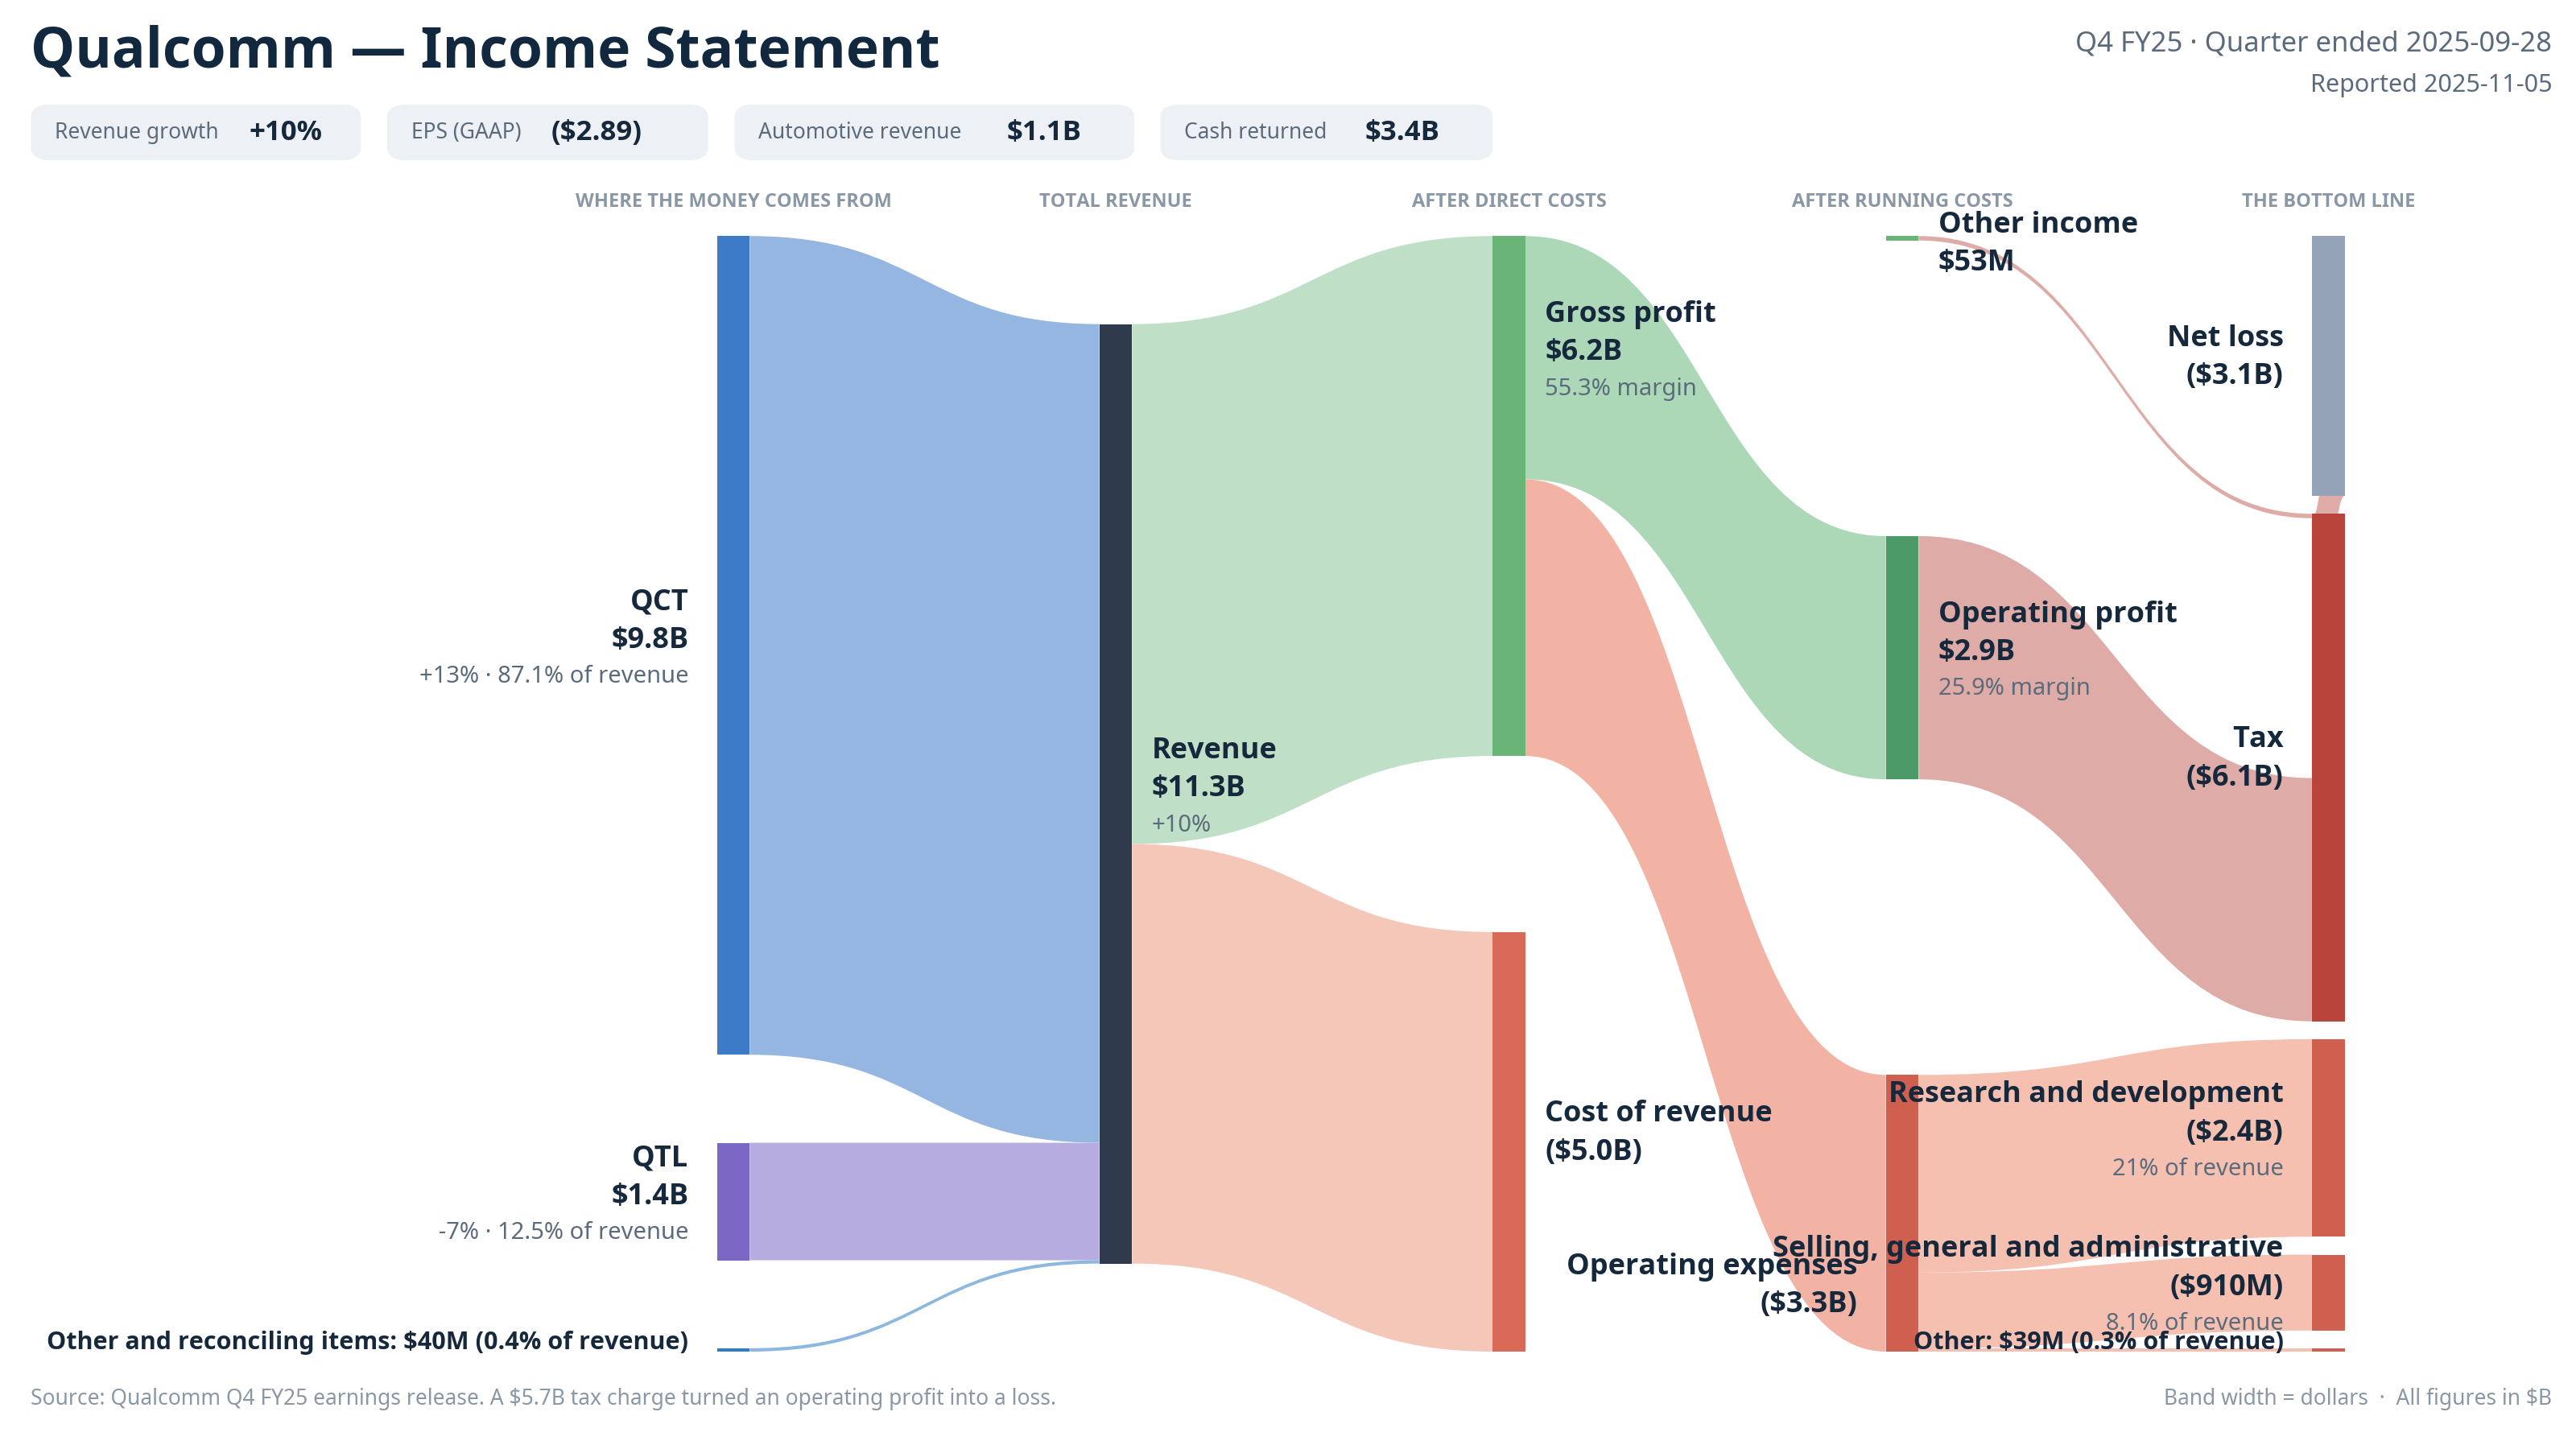 Qualcomm — Income Statement
Q4 FY25 · Quarter ended 2025-09-28
Reported 2025-11-05
Revenue growth +10%
EPS (GAAP) ($2.89)
Automotive revenue $1.1B
Cash returned $3.4B
WHERE THE MONEY COMES FROM
TOTAL REVENUE
AFTER DIRECT COSTS
AFTER RUNNING COSTS
THE BOTTOM LINE
Other income
$53M
Gross profit
$6.2B
55.3% margin
Net loss
($3.1B)
QCT
$9.8B
+13% · 87.1% of revenue
Operating profit
$2.9B
25.9% margin
Revenue
$11.3B
+10%
Tax
($6.1B)
Cost of revenue
($5.0B)
Research and development
($2.4B)
21% of revenue
QTL
$1.4B
-7% · 12.5% of revenue
Operating expenses
($3.3B)
Selling, general and administrative
($910M)
8.1% of revenue
Other and reconciling items: $40M (0.4% of revenue)
Other: $39M (0.3% of revenue)
Source: Qualcomm Q4 FY25 earnings release. A $5.7B tax charge turned an operating profit into a loss.
Band width = dollars · All figures in $B